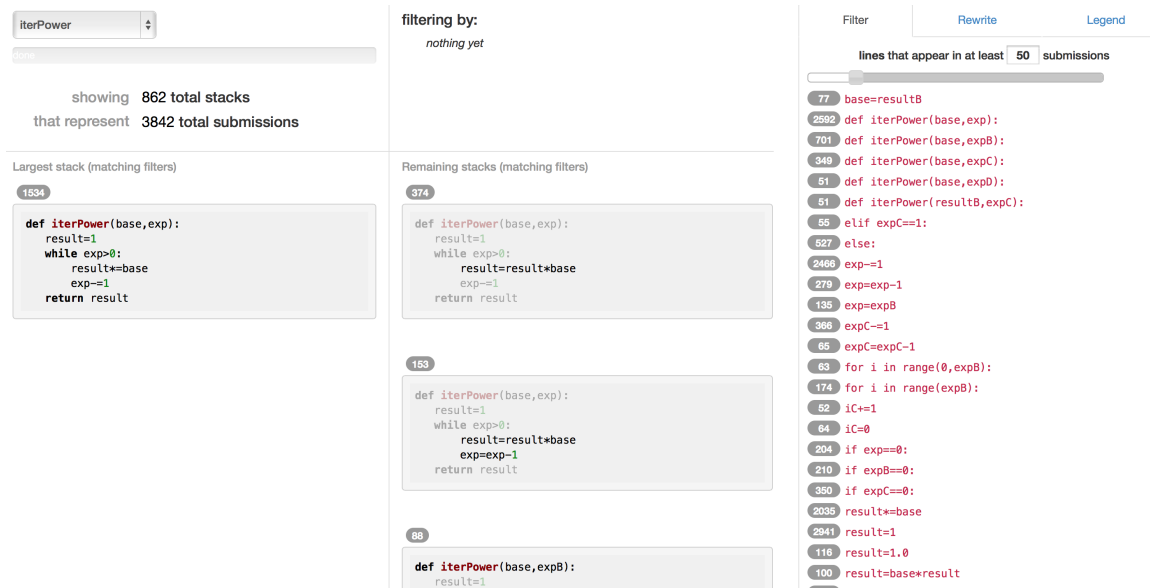 iterPower
done
showing 862 total stacks
that represent 3842 total submissions
filtering by:
nothing yet
Largest stack (matching filters)
1534
def iterPower(base,exp):
result=1
while exp>0:
result*=base
exp-=1
return result
Remaining stacks (matching filters)
374
def iterPower(base,exp):
result=1
while exp>0:
result=result*base
exp-=1
return result
153
def iterPower(base,exp):
result=1
while exp>0:
result=result*base
exp=exp-1
return result
88
def iterPower(base,expB):
result=1
Filter Rewrite Legend
lines that appear in at least 50 submissions
77 base=resultB
2592 def iterPower(base,exp):
701 def iterPower(base,expB):
349 def iterPower(base,expC):
51 def iterPower(base,expD):
51 def iterPower(resultB,expC):
55 elif expC==1:
527 else:
2466 exp-=1
279 exp=exp-1
135 exp=expB
366 expC-=1
65 expC=expC-1
63 for i in range(0,expB):
174 for i in range(expB):
52 iC+=1
64 iC=0
204 if exp==0:
210 if expB==0:
350 if expC==0:
2035 result*=base
2941 result=1
116 result=1.0
100 result=base*result